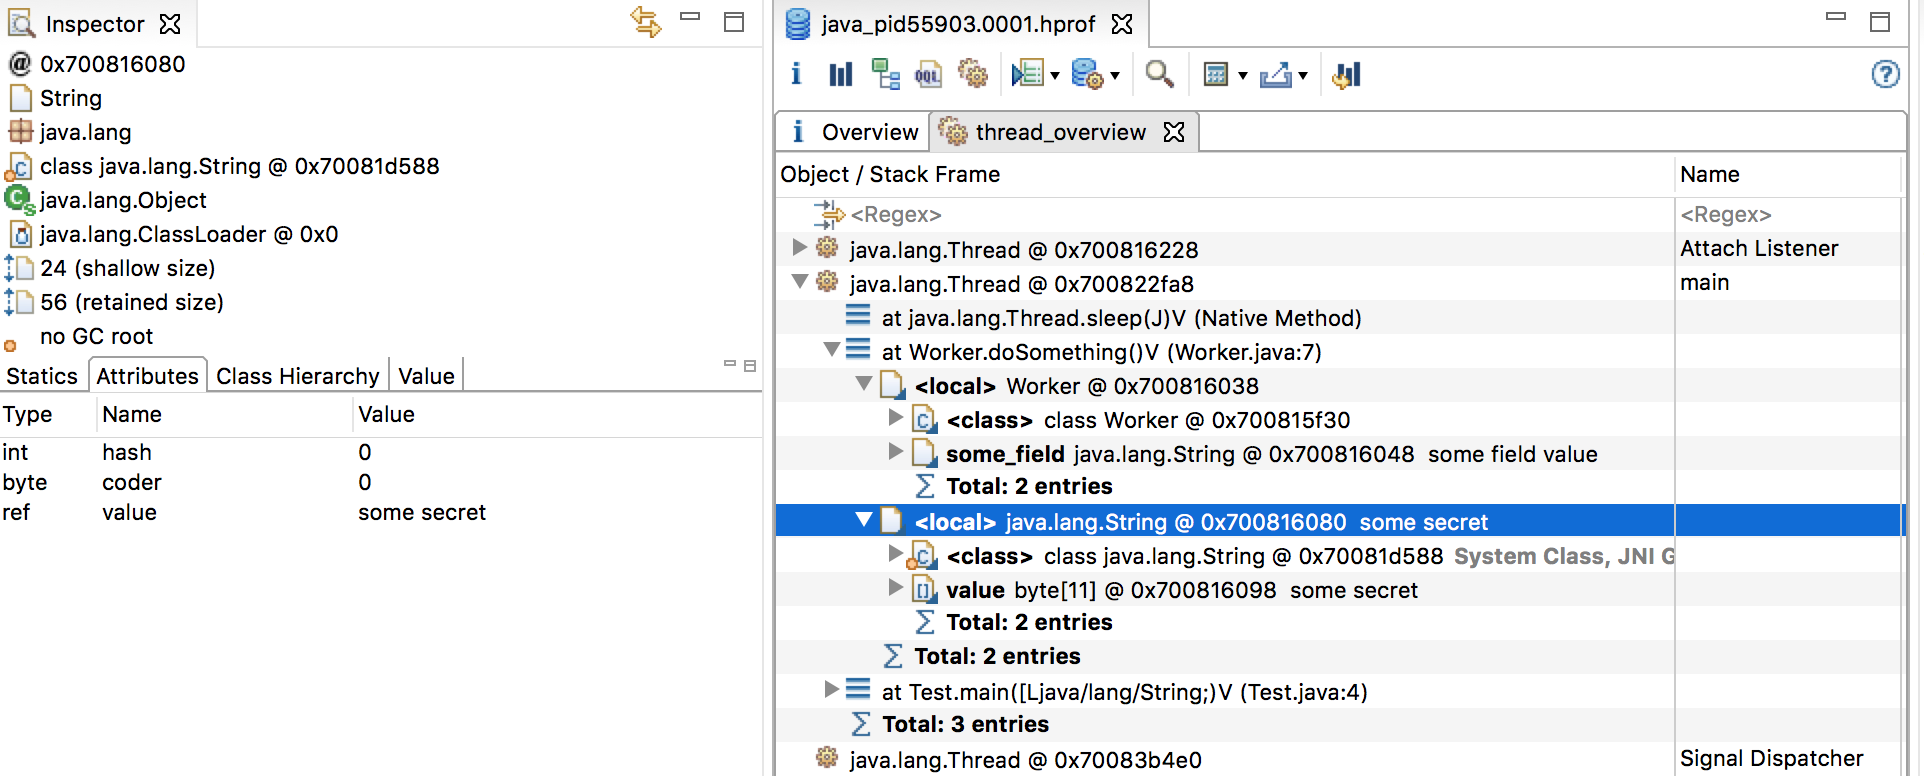 Inspector
@ 0x700816080
String
java.lang
class java.lang.String @ 0x70081d588
java.lang.Object
java.lang.ClassLoader @ 0x0
24 (shallow size)
56 (retained size)
no GC root
Statics Attributes Class Hierarchy Value
Type Name Value
int hash 0
byte coder 0
ref value some secret
java_pid55903.0001.hprof
i OQL ?
i Overview thread_overview
Object / Stack Frame Name
<Regex> <Regex>
java.lang.Thread @ 0x700816228 Attach Listener
java.lang.Thread @ 0x700822fa8 main
at java.lang.Thread.sleep(J)V (Native Method)
at Worker.doSomething()V (Worker.java:7)
<local> Worker @ 0x700816038
<class> class Worker @ 0x700815f30
some_field java.lang.String @ 0x700816048 some field value
∑ Total: 2 entries
<local> java.lang.String @ 0x700816080 some secret
<class> class java.lang.String @ 0x70081d588 System Class, JNI G
value byte[11] @ 0x700816098 some secret
∑ Total: 2 entries
∑ Total: 2 entries
at Test.main([Ljava/lang/String;)V (Test.java:4)
∑ Total: 3 entries
java.lang.Thread @ 0x70083b4e0 Signal Dispatcher